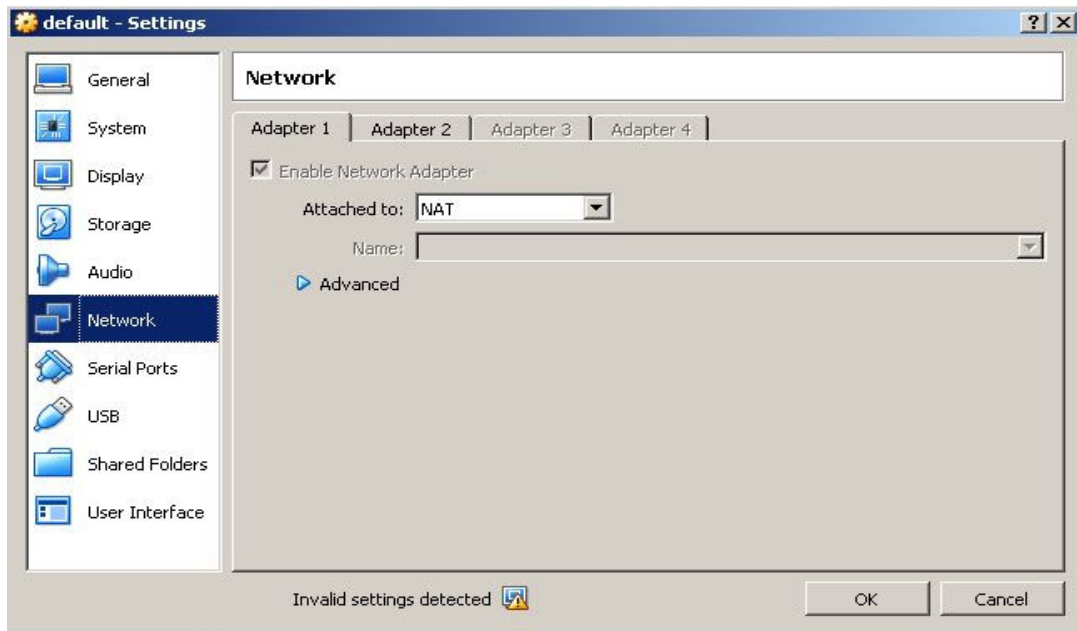 default - Settings
?
General
System
Display
Storage
Audio
Network
Serial Ports
USB
Shared Folders
User Interface
Network
Adapter 1 Adapter 2 Adapter 3 Adapter 4
Enable Network Adapter
Attached to: NAT
Name:
Advanced
Invalid settings detected
OK Cancel